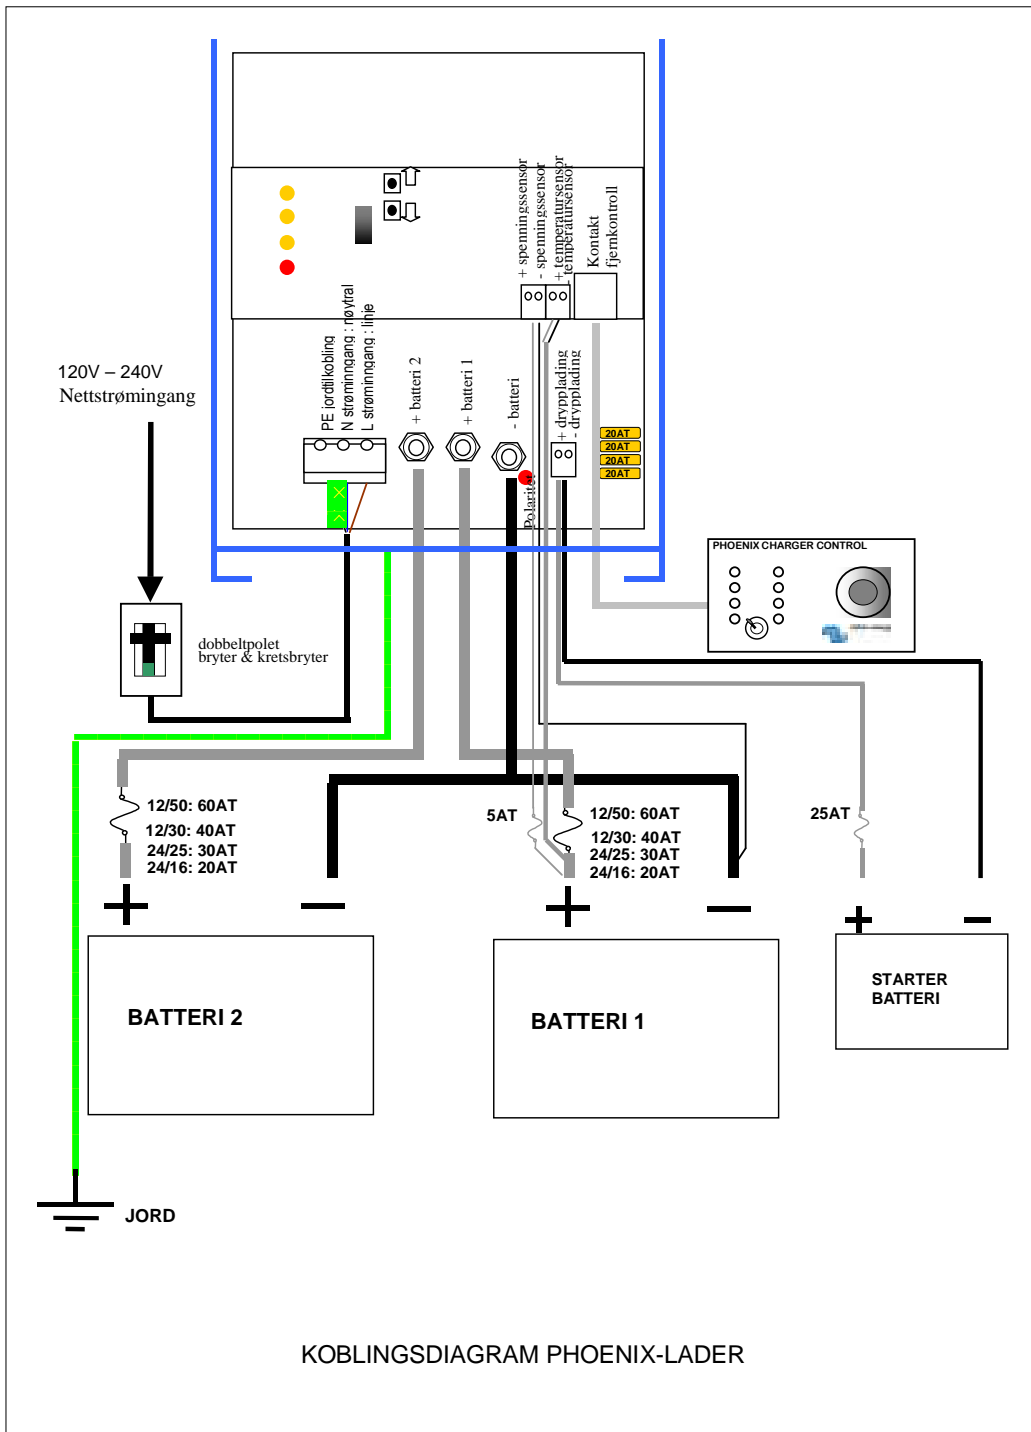 + spenningssensor
- spenningssensor
+ temperatursensor
- temperatursensor
Kontakt
fjernkontroll
PE jordtilkobling
N strøminngang : nøytral
L strøminngang : linje
+ batteri 2
+ batteri 1
- batteri
+ drypplading
- drypplading
Polaritet
20AT
20AT
20AT
20AT
120V – 240V
Nettstrømingang
PHOENIX CHARGER CONTROL
dobbeltpolet
bryter & kretsbryter
12/50: 60AT
12/30: 40AT
24/25: 30AT
24/16: 20AT
5AT
12/50: 60AT
12/30: 40AT
24/25: 30AT
24/16: 20AT
25AT
+ −
+ −
+ −
BATTERI 2
BATTERI 1
STARTER
BATTERI
JORD
KOBLINGSDIAGRAM PHOENIX-LADER